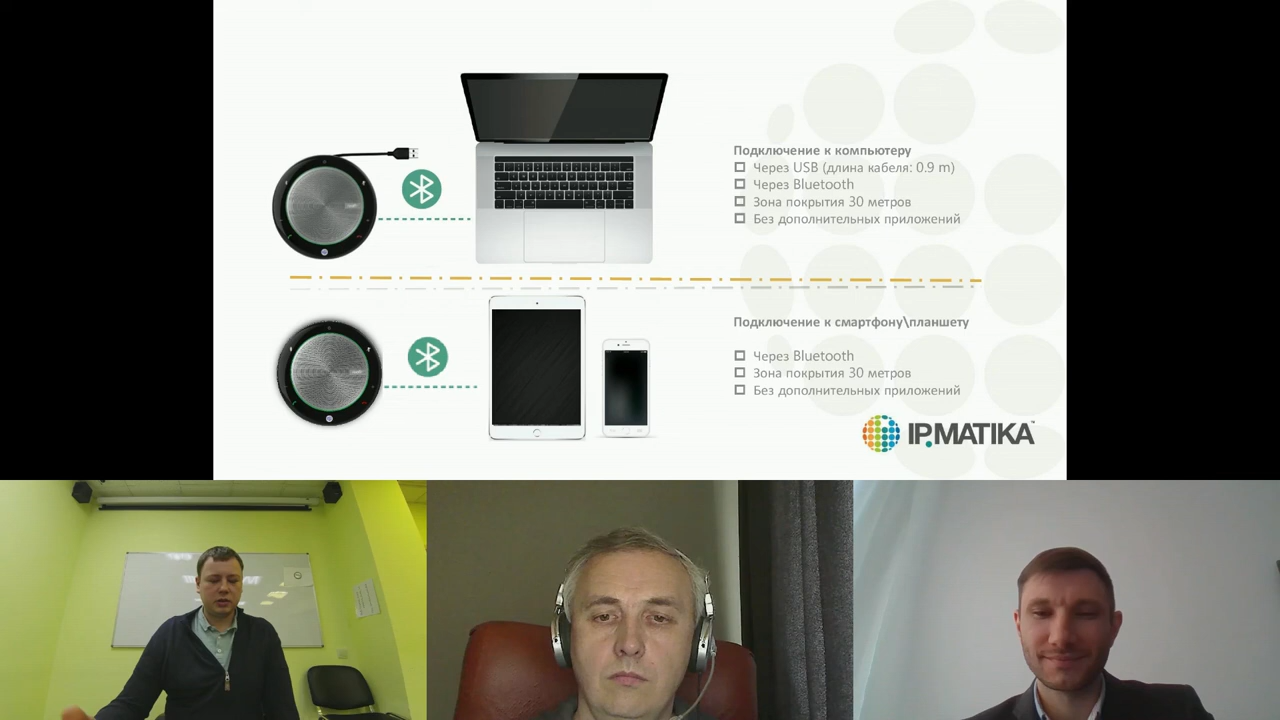 Подключение к компьютеру
Через USB (длина кабеля: 0.9 m)
Через Bluetooth
Зона покрытия 30 метров
Без дополнительных приложений
Подключение к смартфону\планшету
Через Bluetooth
Зона покрытия 30 метров
Без дополнительных приложений
IPMATIKA™